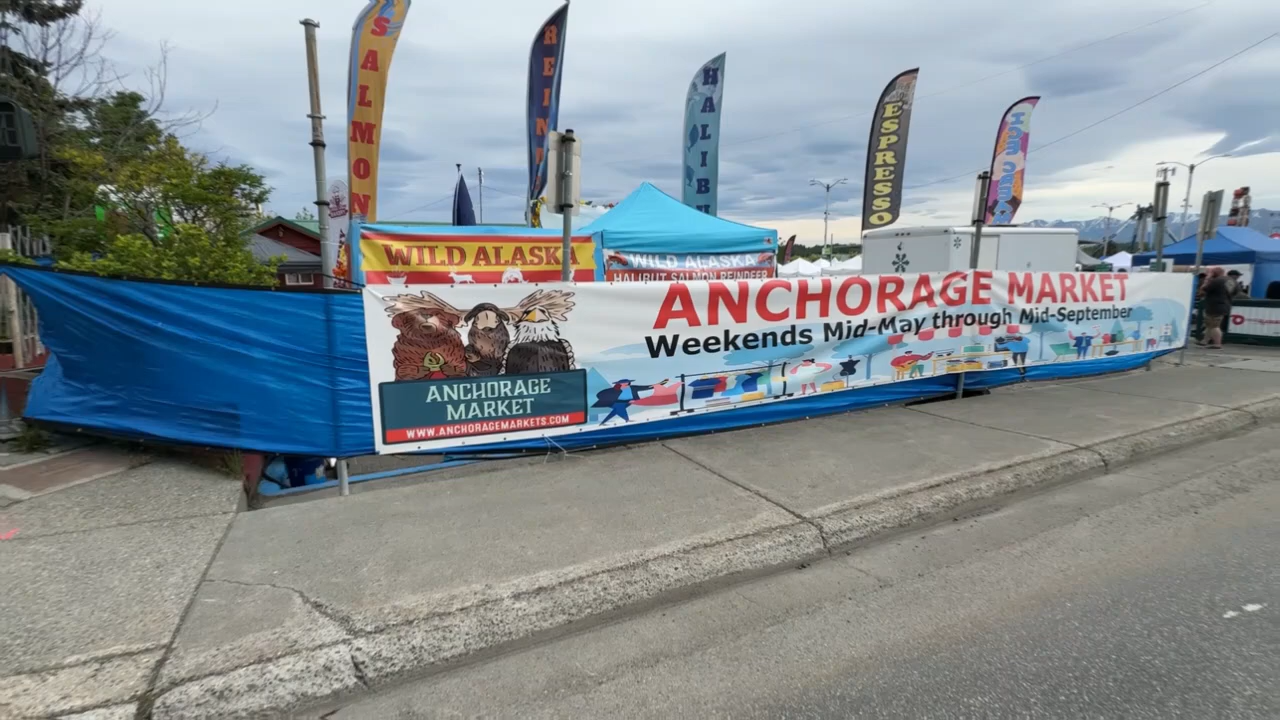 SALMON
REIN
HALIBU
ESPRESSO
WILD ALASKA
WILD ALASKA
HALIBUT SALMON REINDEER
ANCHORAGE MARKET
Weekends Mid-May through Mid-September
ANCHORAGE
MARKET
WWW.ANCHORAGEMARKETS.COM